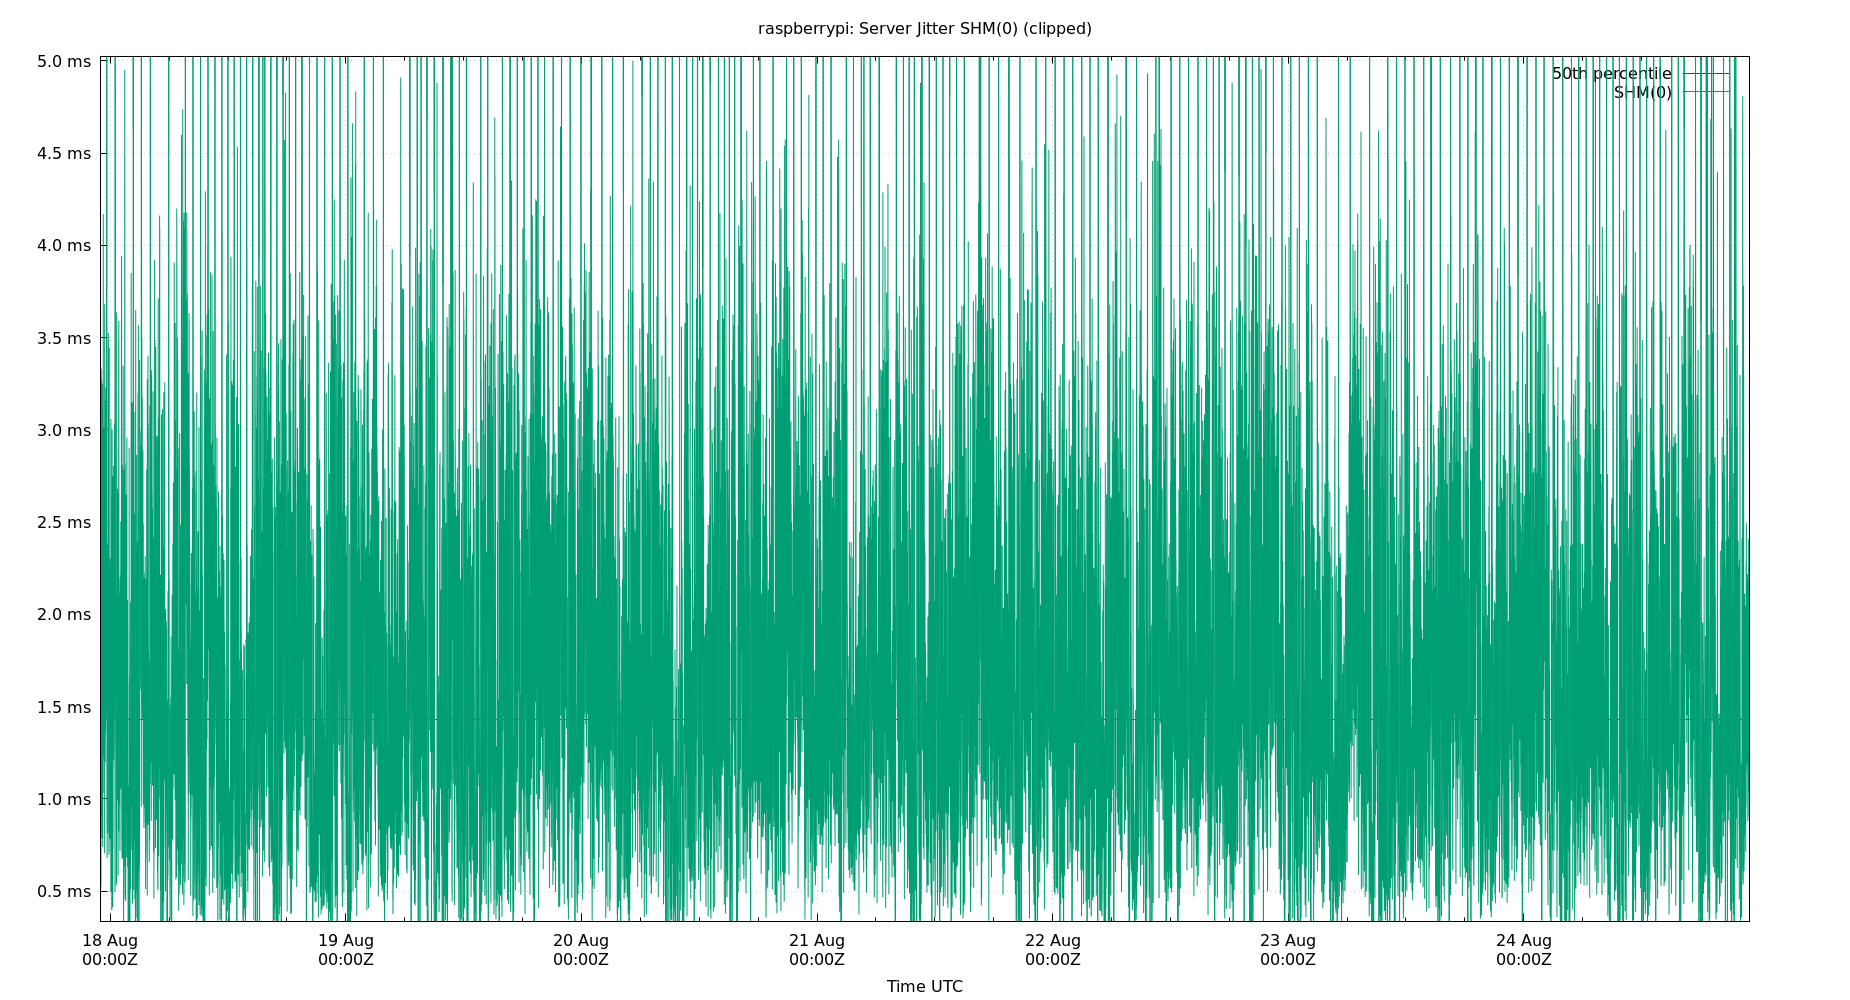 raspberrypi: Server Jitter SHM(0) (clipped)
5.0 ms
50th percentile
SHM(0)
4.5 ms
4.0 ms
3.5 ms
3.0 ms
2.5 ms
2.0 ms
1.5 ms
1.0 ms
0.5 ms
18 Aug 19 Aug 20 Aug 21 Aug 22 Aug 23 Aug 24 Aug
00:00Z 00:00Z 00:00Z 00:00Z 00:00Z 00:00Z 00:00Z
Time UTC